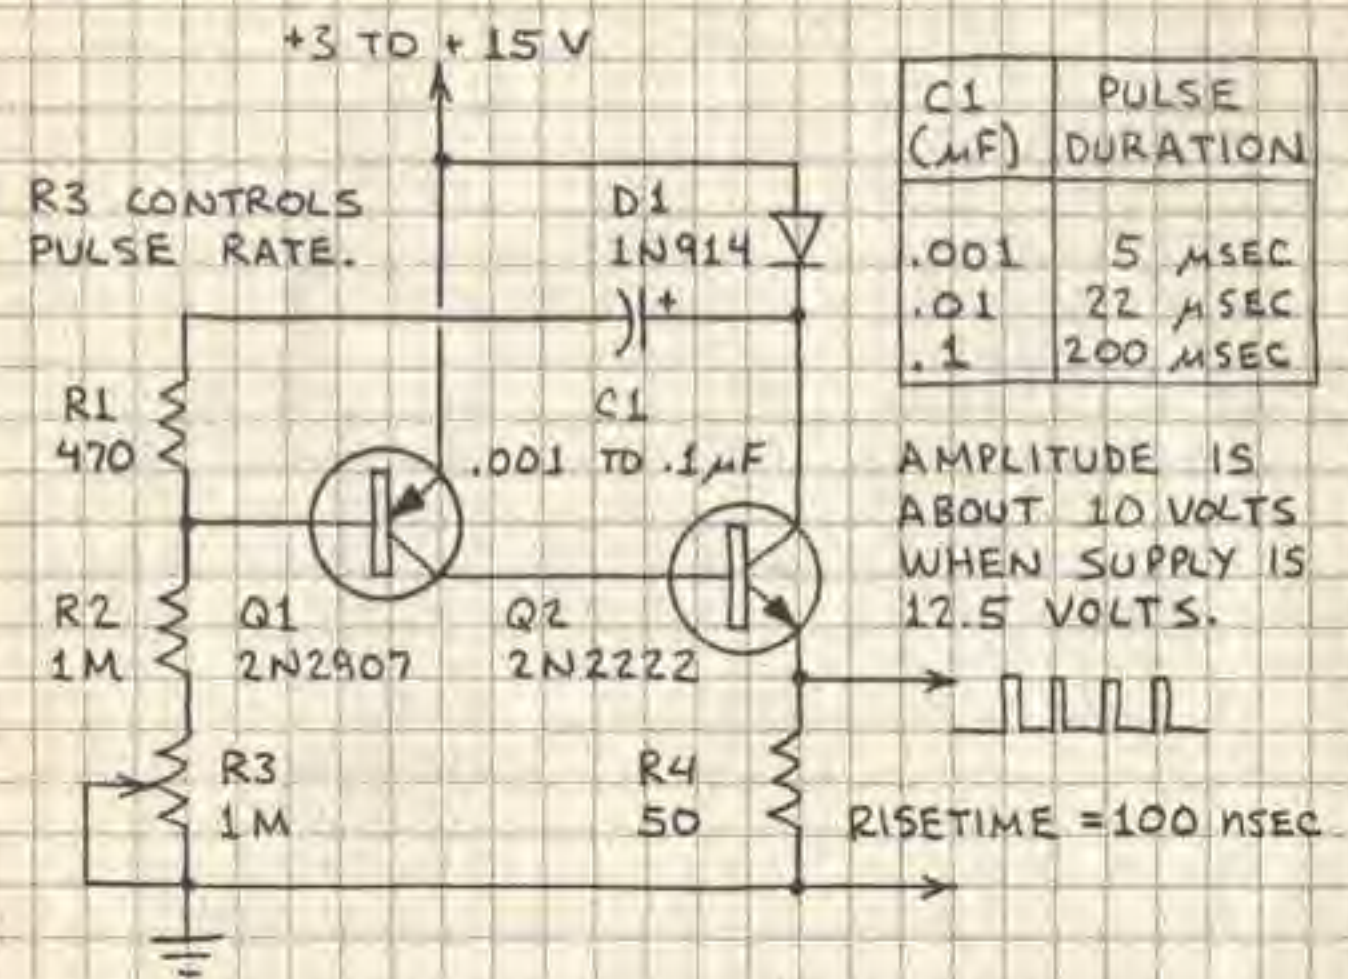 +3 TO + 15 V
R3 CONTROLS
PULSE RATE.
D1
1N914
+
C1
.001 TO .1µF
R1
470
R2
1M
Q1
2N2907
Q2
2N2222
R3
1M
R4
50
C1 PULSE
(µF) DURATION
.001 5 µSEC
.01 22 µSEC
.1 200 µSEC
AMPLITUDE IS
ABOUT 10 VOLTS
WHEN SUPPLY IS
12.5 VOLTS.
RISETIME = 100 nSEC